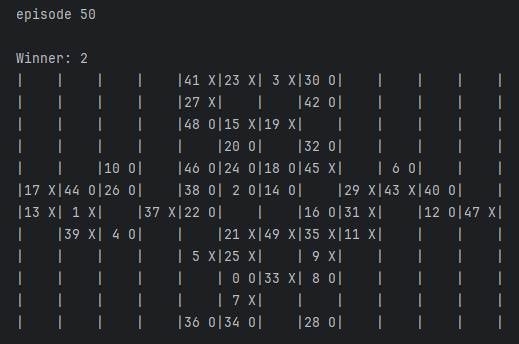 episode 50
Winner: 2
|    |    |    |    |41 X|23 X| 3 X|30 O|    |    |    |    |
|    |    |    |    |27 X|    |    |42 O|    |    |    |    |
|    |    |    |    |48 O|15 X|19 X|    |    |    |    |    |
|    |    |    |    |    |20 O|    |32 O|    |    |    |    |
|    |    |10 O|    |46 O|24 O|18 O|45 X|    | 6 O|    |    |
|17 X|44 O|26 O|    |38 O| 2 O|14 O|    |29 X|43 X|40 O|    |
|13 X| 1 X|    |37 X|22 O|    |    |16 O|31 X|    |12 O|47 X|
|    |39 X| 4 O|    |    |21 X|49 X|35 X|11 X|    |    |    |
|    |    |    |    | 5 X|25 X|    | 9 X|    |    |    |    |
|    |    |    |    |    | 0 O|33 X| 8 O|    |    |    |    |
|    |    |    |    |    | 7 X|    |    |    |    |    |    |
|    |    |    |    |36 O|34 O|    |28 O|    |    |    |    |